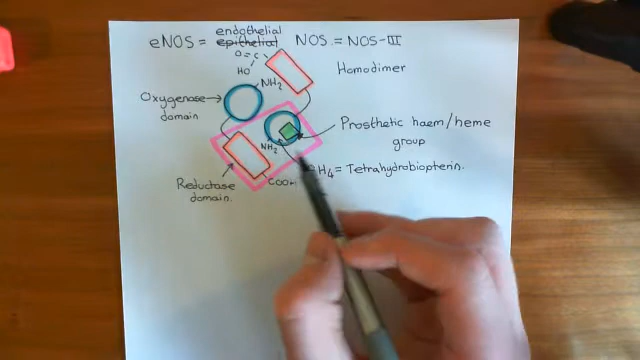 endothelial
eNOS = epithelial NOS. = NOS-III
O=C
HO
NH₂
Homodimer
Oxygenase
domain
Prosthetic haem/heme
group
NH₂
H₄ = Tetrahydrobiopterin.
COOH
Reductase
domain.